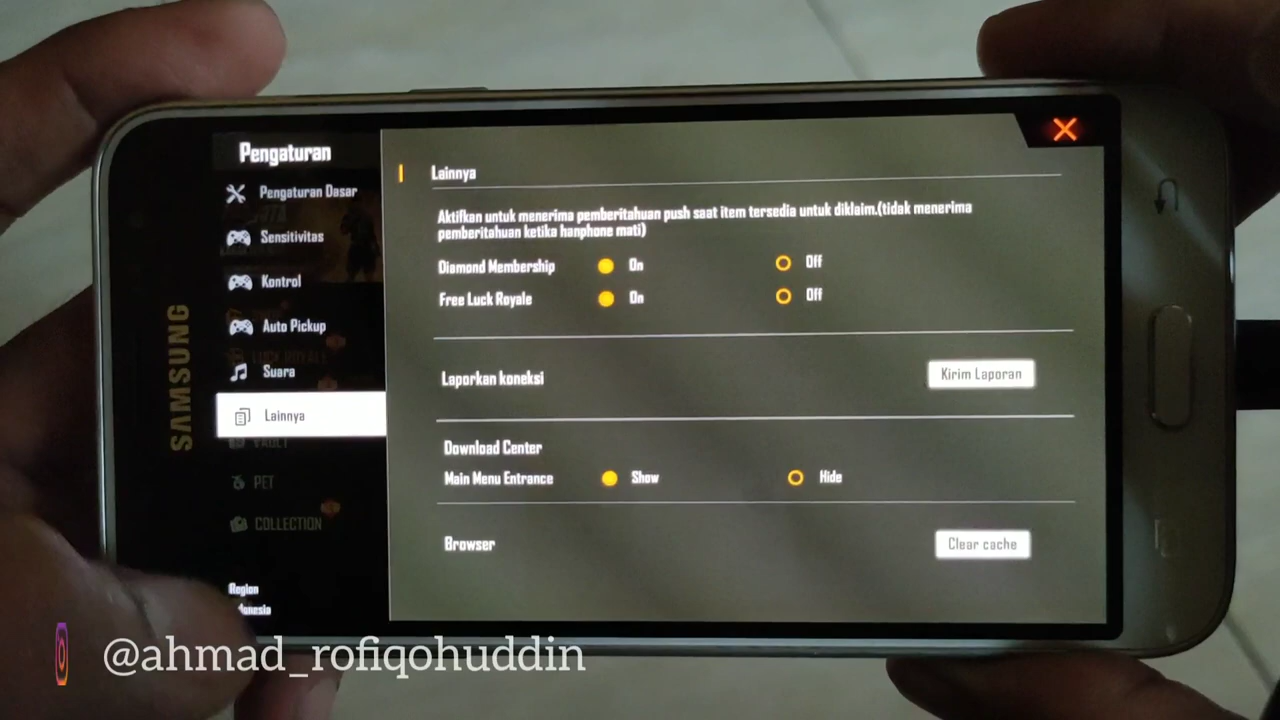 SAMSUNG
Pengaturan
Pengaturan Dasar
Sensitivitas
Kontrol
Auto Pickup
Suara
Lainnya
VAULT
PET
COLLECTION
Region
Lainnya
Aktifkan untuk menerima pemberitahuan push saat item tersedia untuk diklaim.(tidak menerima
pemberitahuan ketika hanphone mati)
Diamond Membership On Off
Free Luck Royale On Off
Laporkan koneksi Kirim Laporan
Download Center
Main Menu Entrance Show Hide
Browser Clear cache
@ahmad_rofiqohuddin